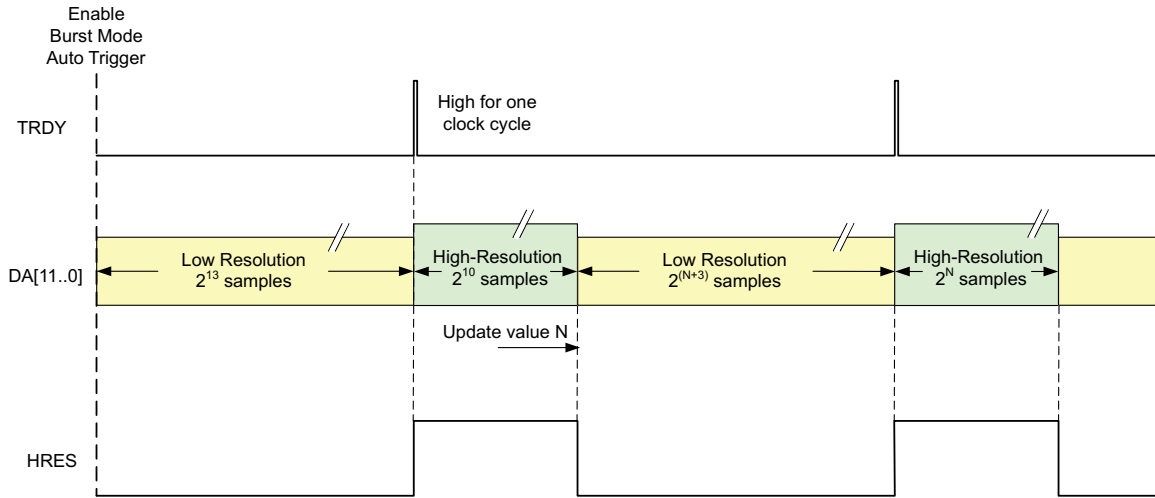 Enable
Burst Mode
Auto Trigger
TRDY
High for one
clock cycle
DA[11..0]
Low Resolution
2^13 samples
High-Resolution
2^10 samples
Low Resolution
2^(N+3) samples
High-Resolution
2^N samples
Update value N
HRES